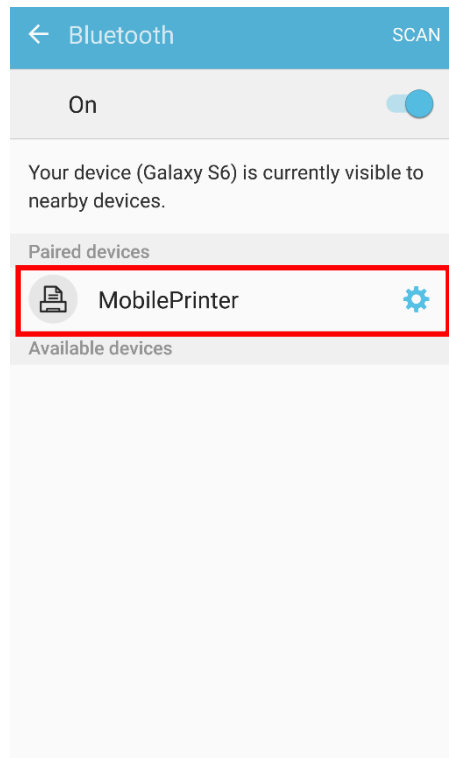 Bluetooth SCAN
On
Your device (Galaxy S6) is currently visible to
nearby devices.
Paired devices
MobilePrinter
Available devices